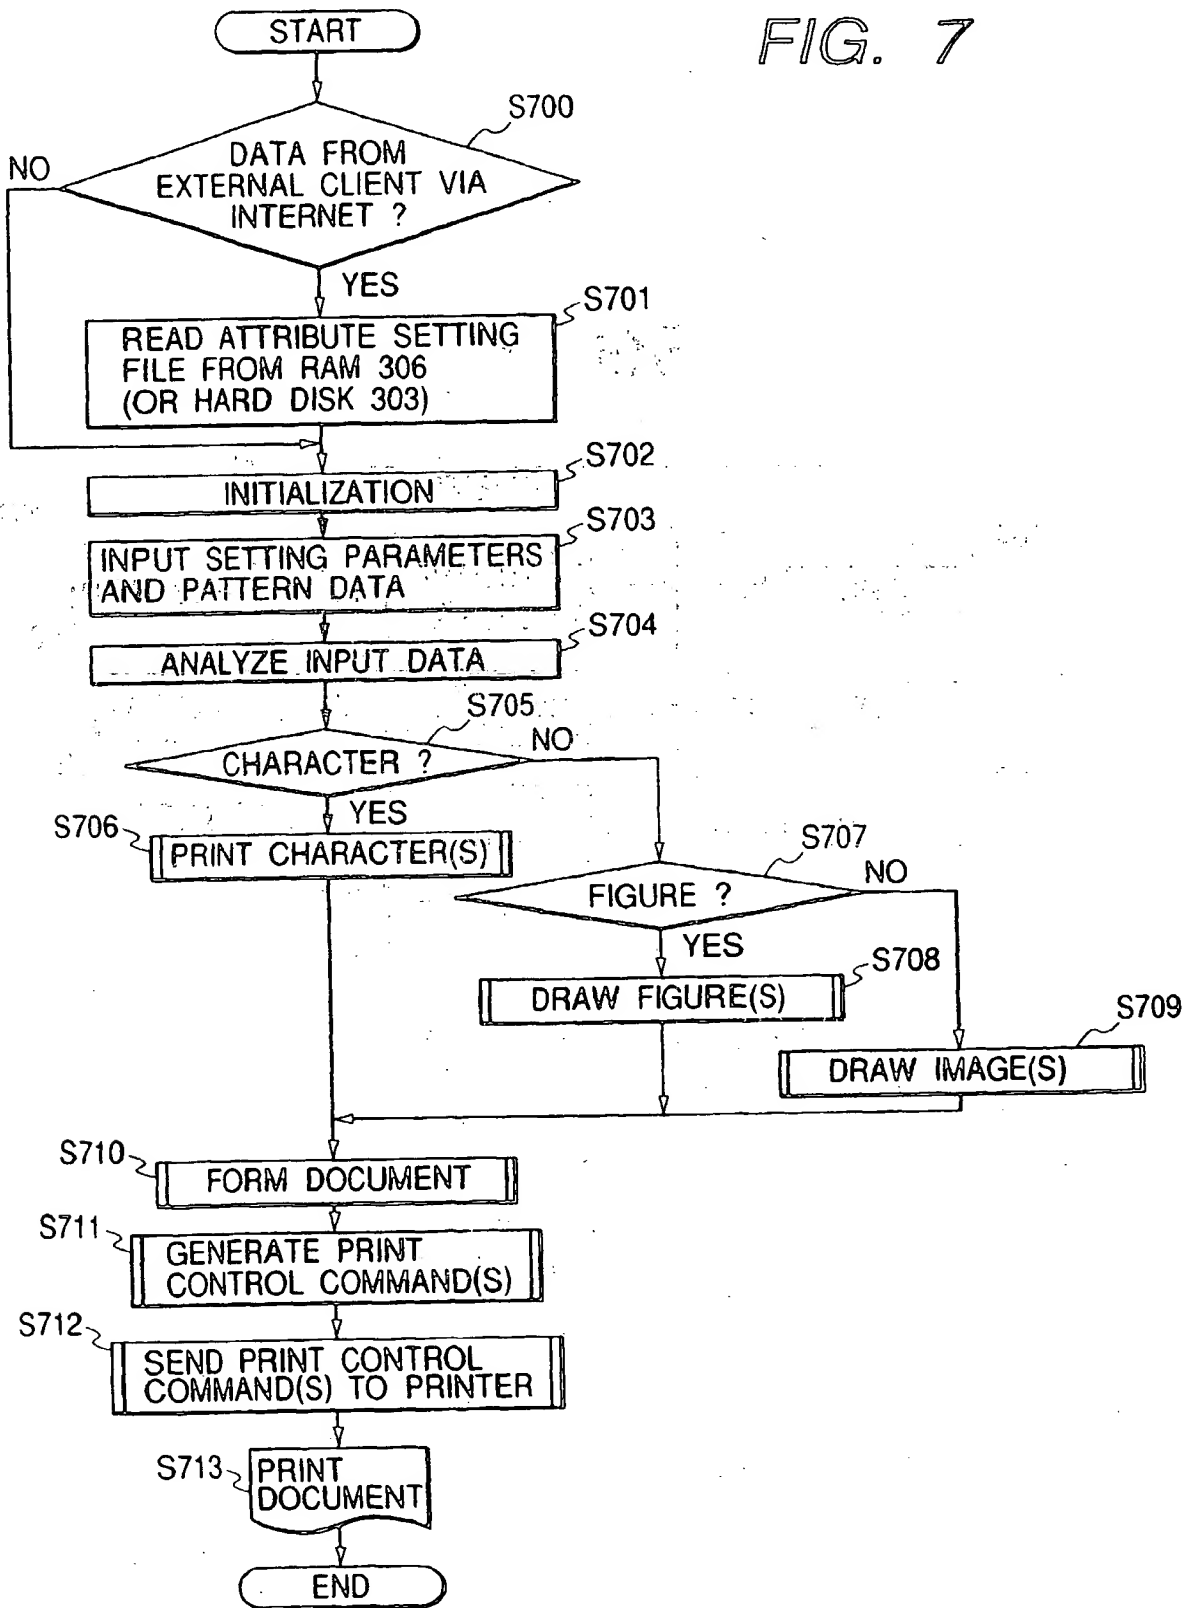 FIG. 7
START
S700
DATA FROM
EXTERNAL CLIENT VIA
INTERNET ?
NO
YES
S701
READ ATTRIBUTE SETTING
FILE FROM RAM 306
(OR HARD DISK 303)
S702
INITIALIZATION
S703
INPUT SETTING PARAMETERS
AND PATTERN DATA
S704
ANALYZE INPUT DATA
S705
CHARACTER ?
NO
YES
S706
PRINT CHARACTER(S)
S707
FIGURE ?
NO
YES
S708
DRAW FIGURE(S)
S709
DRAW IMAGE(S)
S710
FORM DOCUMENT
S711
GENERATE PRINT
CONTROL COMMAND(S)
S712
SEND PRINT CONTROL
COMMAND(S) TO PRINTER
S713
PRINT
DOCUMENT
END